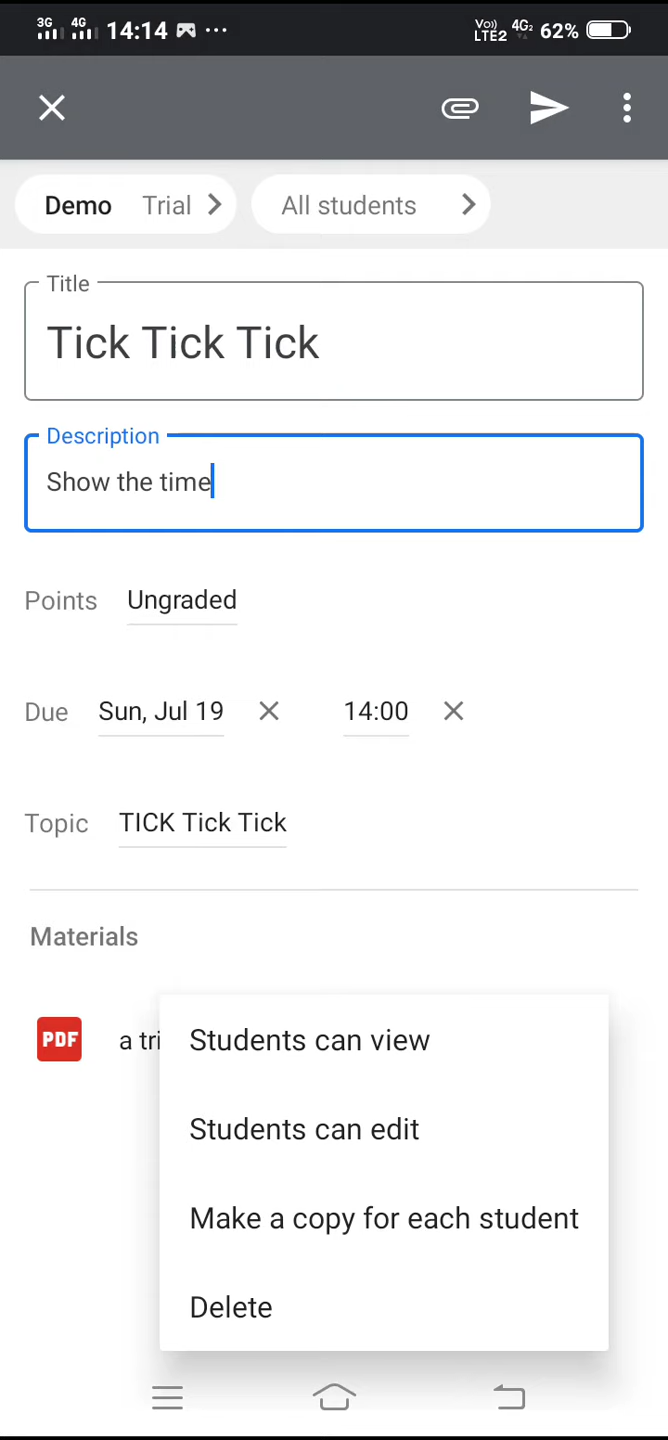 3G 4G 14:14 ... Vo)) LTE2 4G2 62%
Demo Trial All students
Title
Tick Tick Tick
Description
Show the time
Points Ungraded
Due Sun, Jul 19 14:00
Topic TICK Tick Tick
Materials
PDF a tri
Students can view
Students can edit
Make a copy for each student
Delete